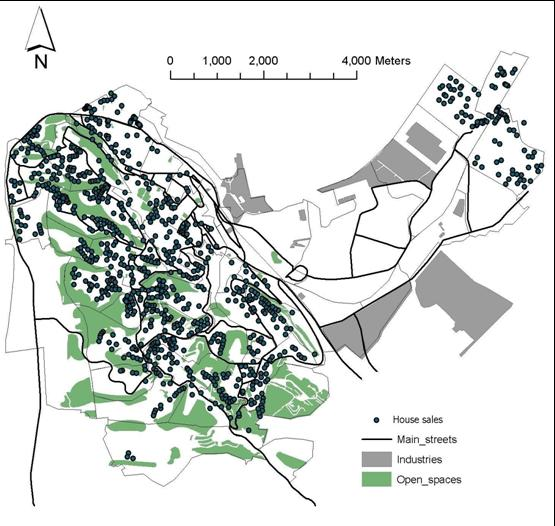 N
0 1,000 2,000 4,000 Meters
House sales
Main_streets
Industries
Open_spaces